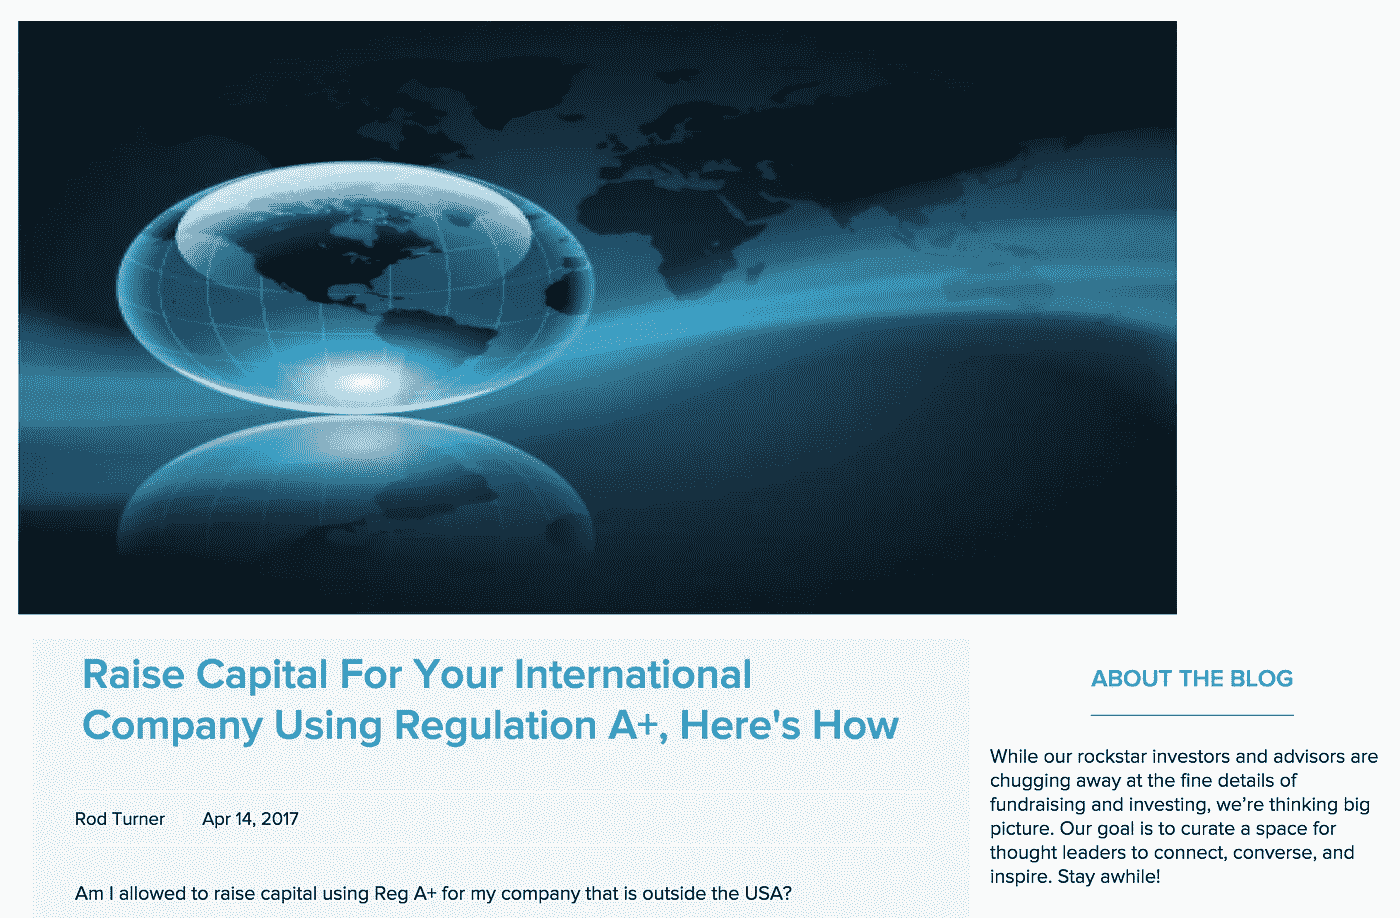 Raise Capital For Your International
Company Using Regulation A+, Here's How
Rod Turner Apr 14, 2017
Am I allowed to raise capital using Reg A+ for my company that is outside the USA?
ABOUT THE BLOG
While our rockstar investors and advisors are
chugging away at the fine details of
fundraising and investing, we’re thinking big
picture. Our goal is to curate a space for
thought leaders to connect, converse, and
inspire. Stay awhile!